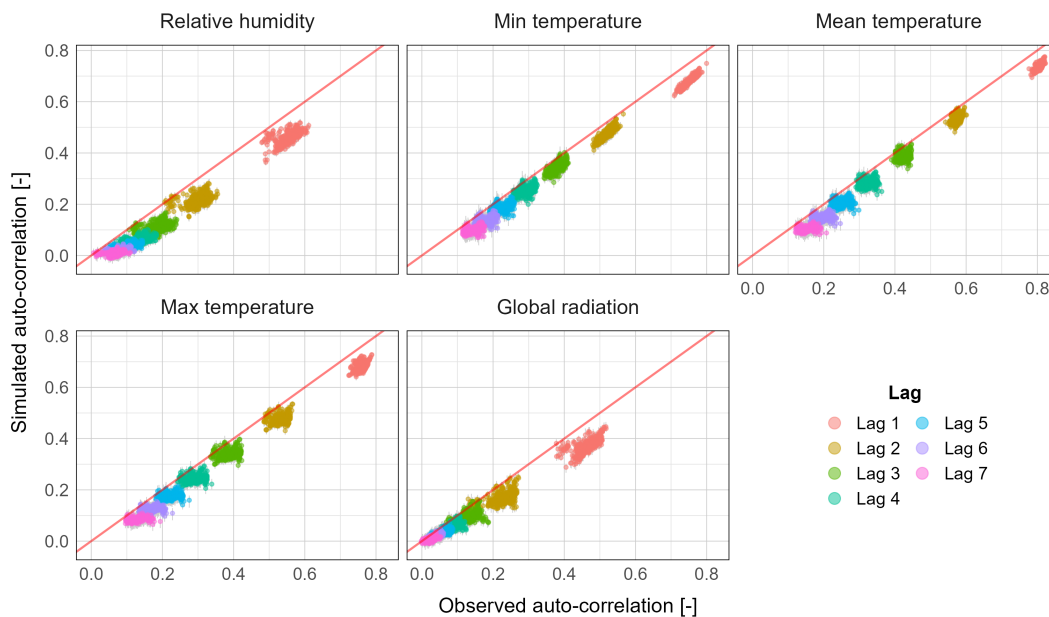 Relative humidity
Min temperature
Mean temperature
0.8
0.6
0.4
0.2
0.0
0.0 0.2 0.4 0.6 0.8
Max temperature
Global radiation
0.8
0.6
0.4
0.2
0.0
0.0 0.2 0.4 0.6 0.8
0.0 0.2 0.4 0.6 0.8
Simulated auto-correlation [-]
Observed auto-correlation [-]
Lag
Lag 1
Lag 2
Lag 3
Lag 4
Lag 5
Lag 6
Lag 7